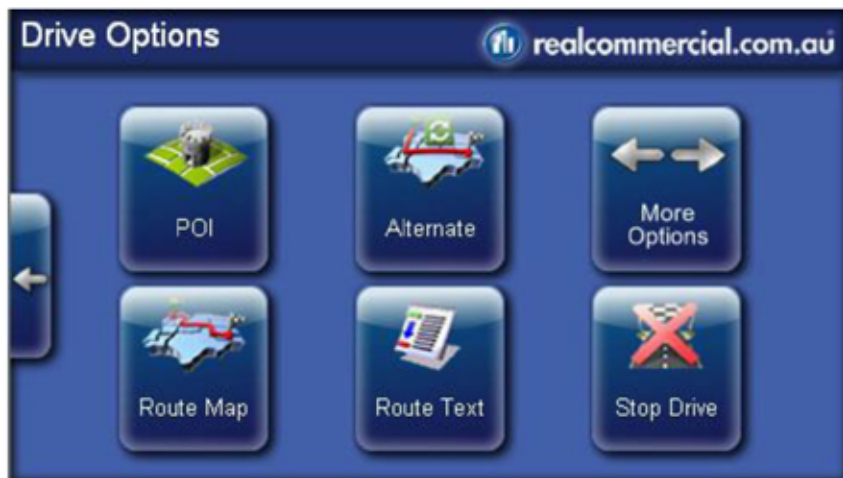 Drive Options
realcommercial.com.au
POI
Alternate
More
Options
Route Map
Route Text
Stop Drive